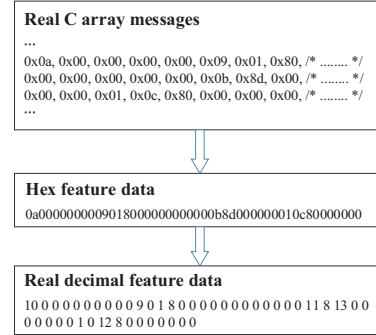 Real C array messages
...
0x0a, 0x00, 0x00, 0x00, 0x00, 0x09, 0x01, 0x80, /* ........ */
0x00, 0x00, 0x00, 0x00, 0x00, 0x0b, 0x8d, 0x00, /* ........ */
0x00, 0x00, 0x01, 0x0c, 0x80, 0x00, 0x00, 0x00, /* ........ */
...
Hex feature data
0a0000000009018000000000000b8d000000010c80000000
Real decimal feature data
10 0 0 0 0 0 0 0 0 0 0 9 0 1 8 0 0 0 0 0 0 0 0 0 0 0 0 0 11 8 13 0 0
0 0 0 0 0 1 0 12 8 0 0 0 0 0 0 0